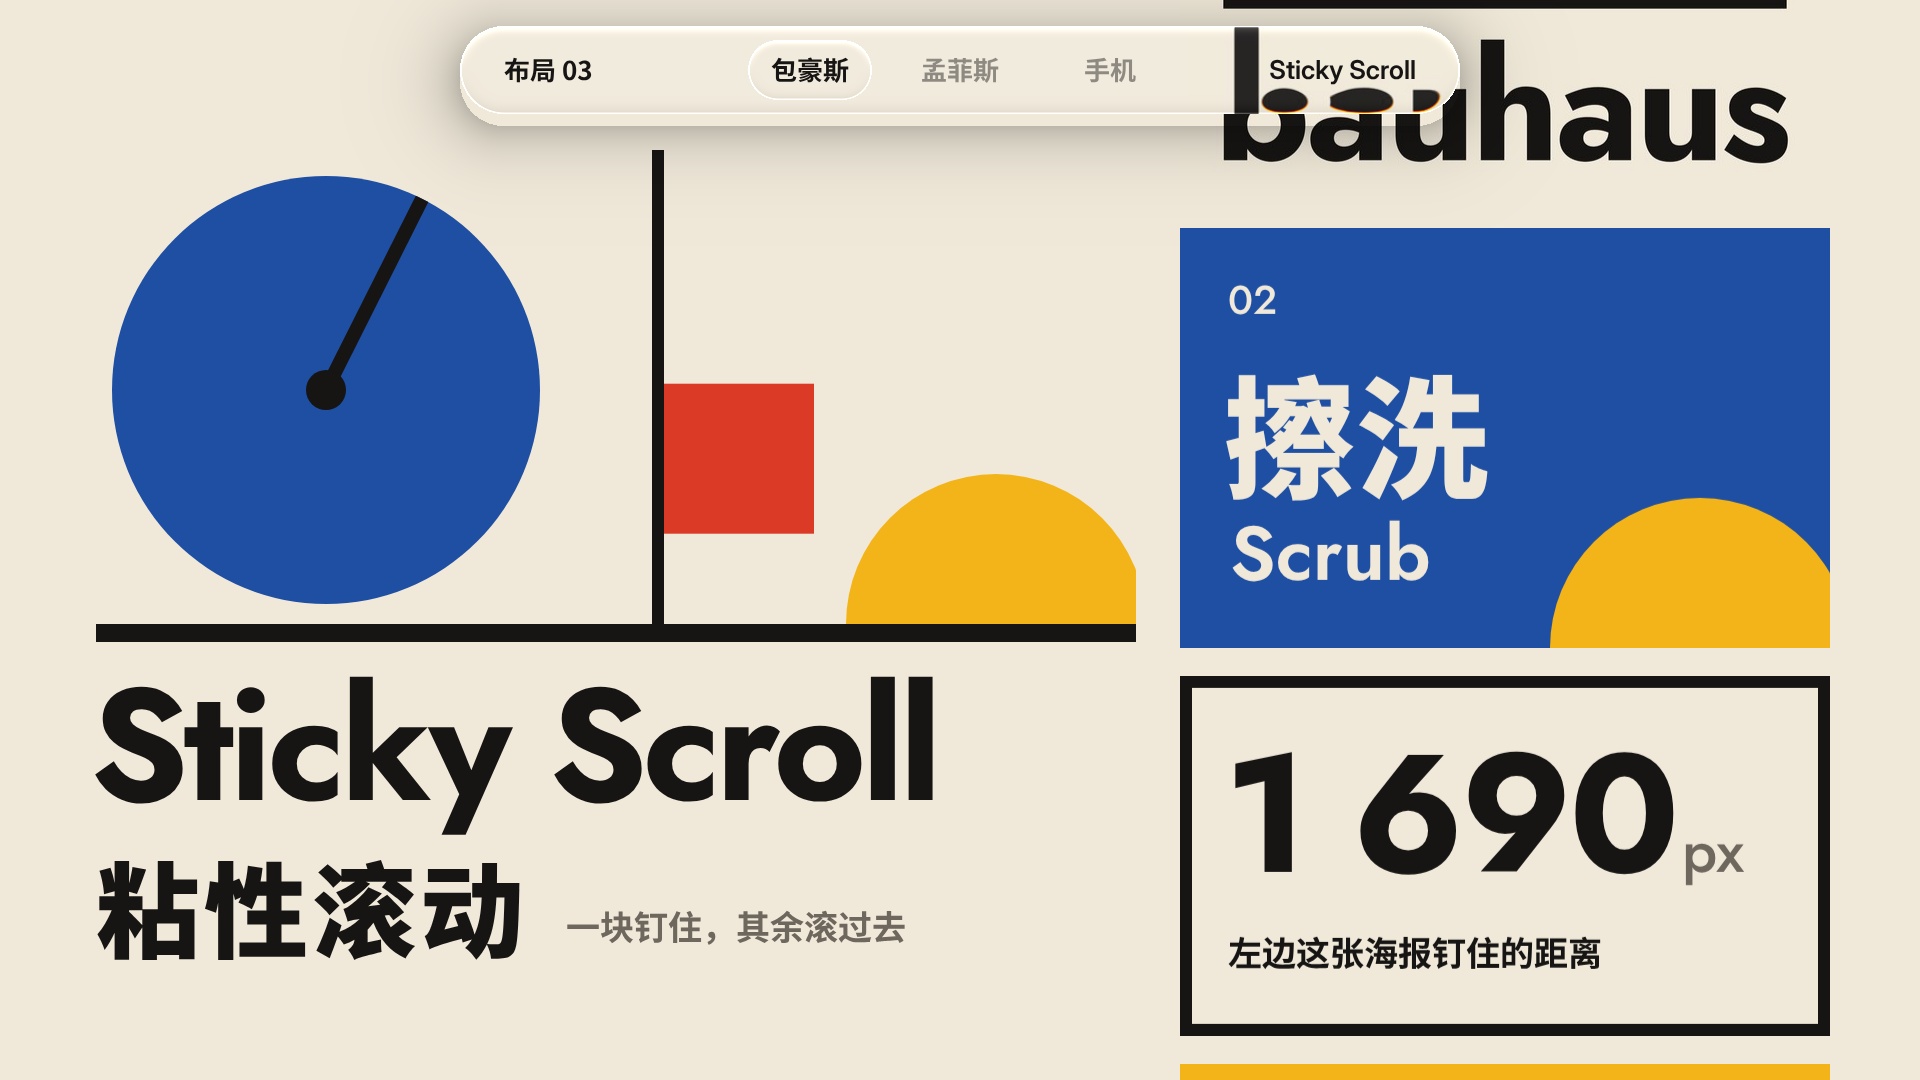 布局 03
包豪斯
孟菲斯
手机
Sticky Scroll
bauhaus
Sticky Scroll
粘性滚动
一块钉住，其余滚过去
02
擦洗
Scrub
1 690px
左边这张海报钉住的距离